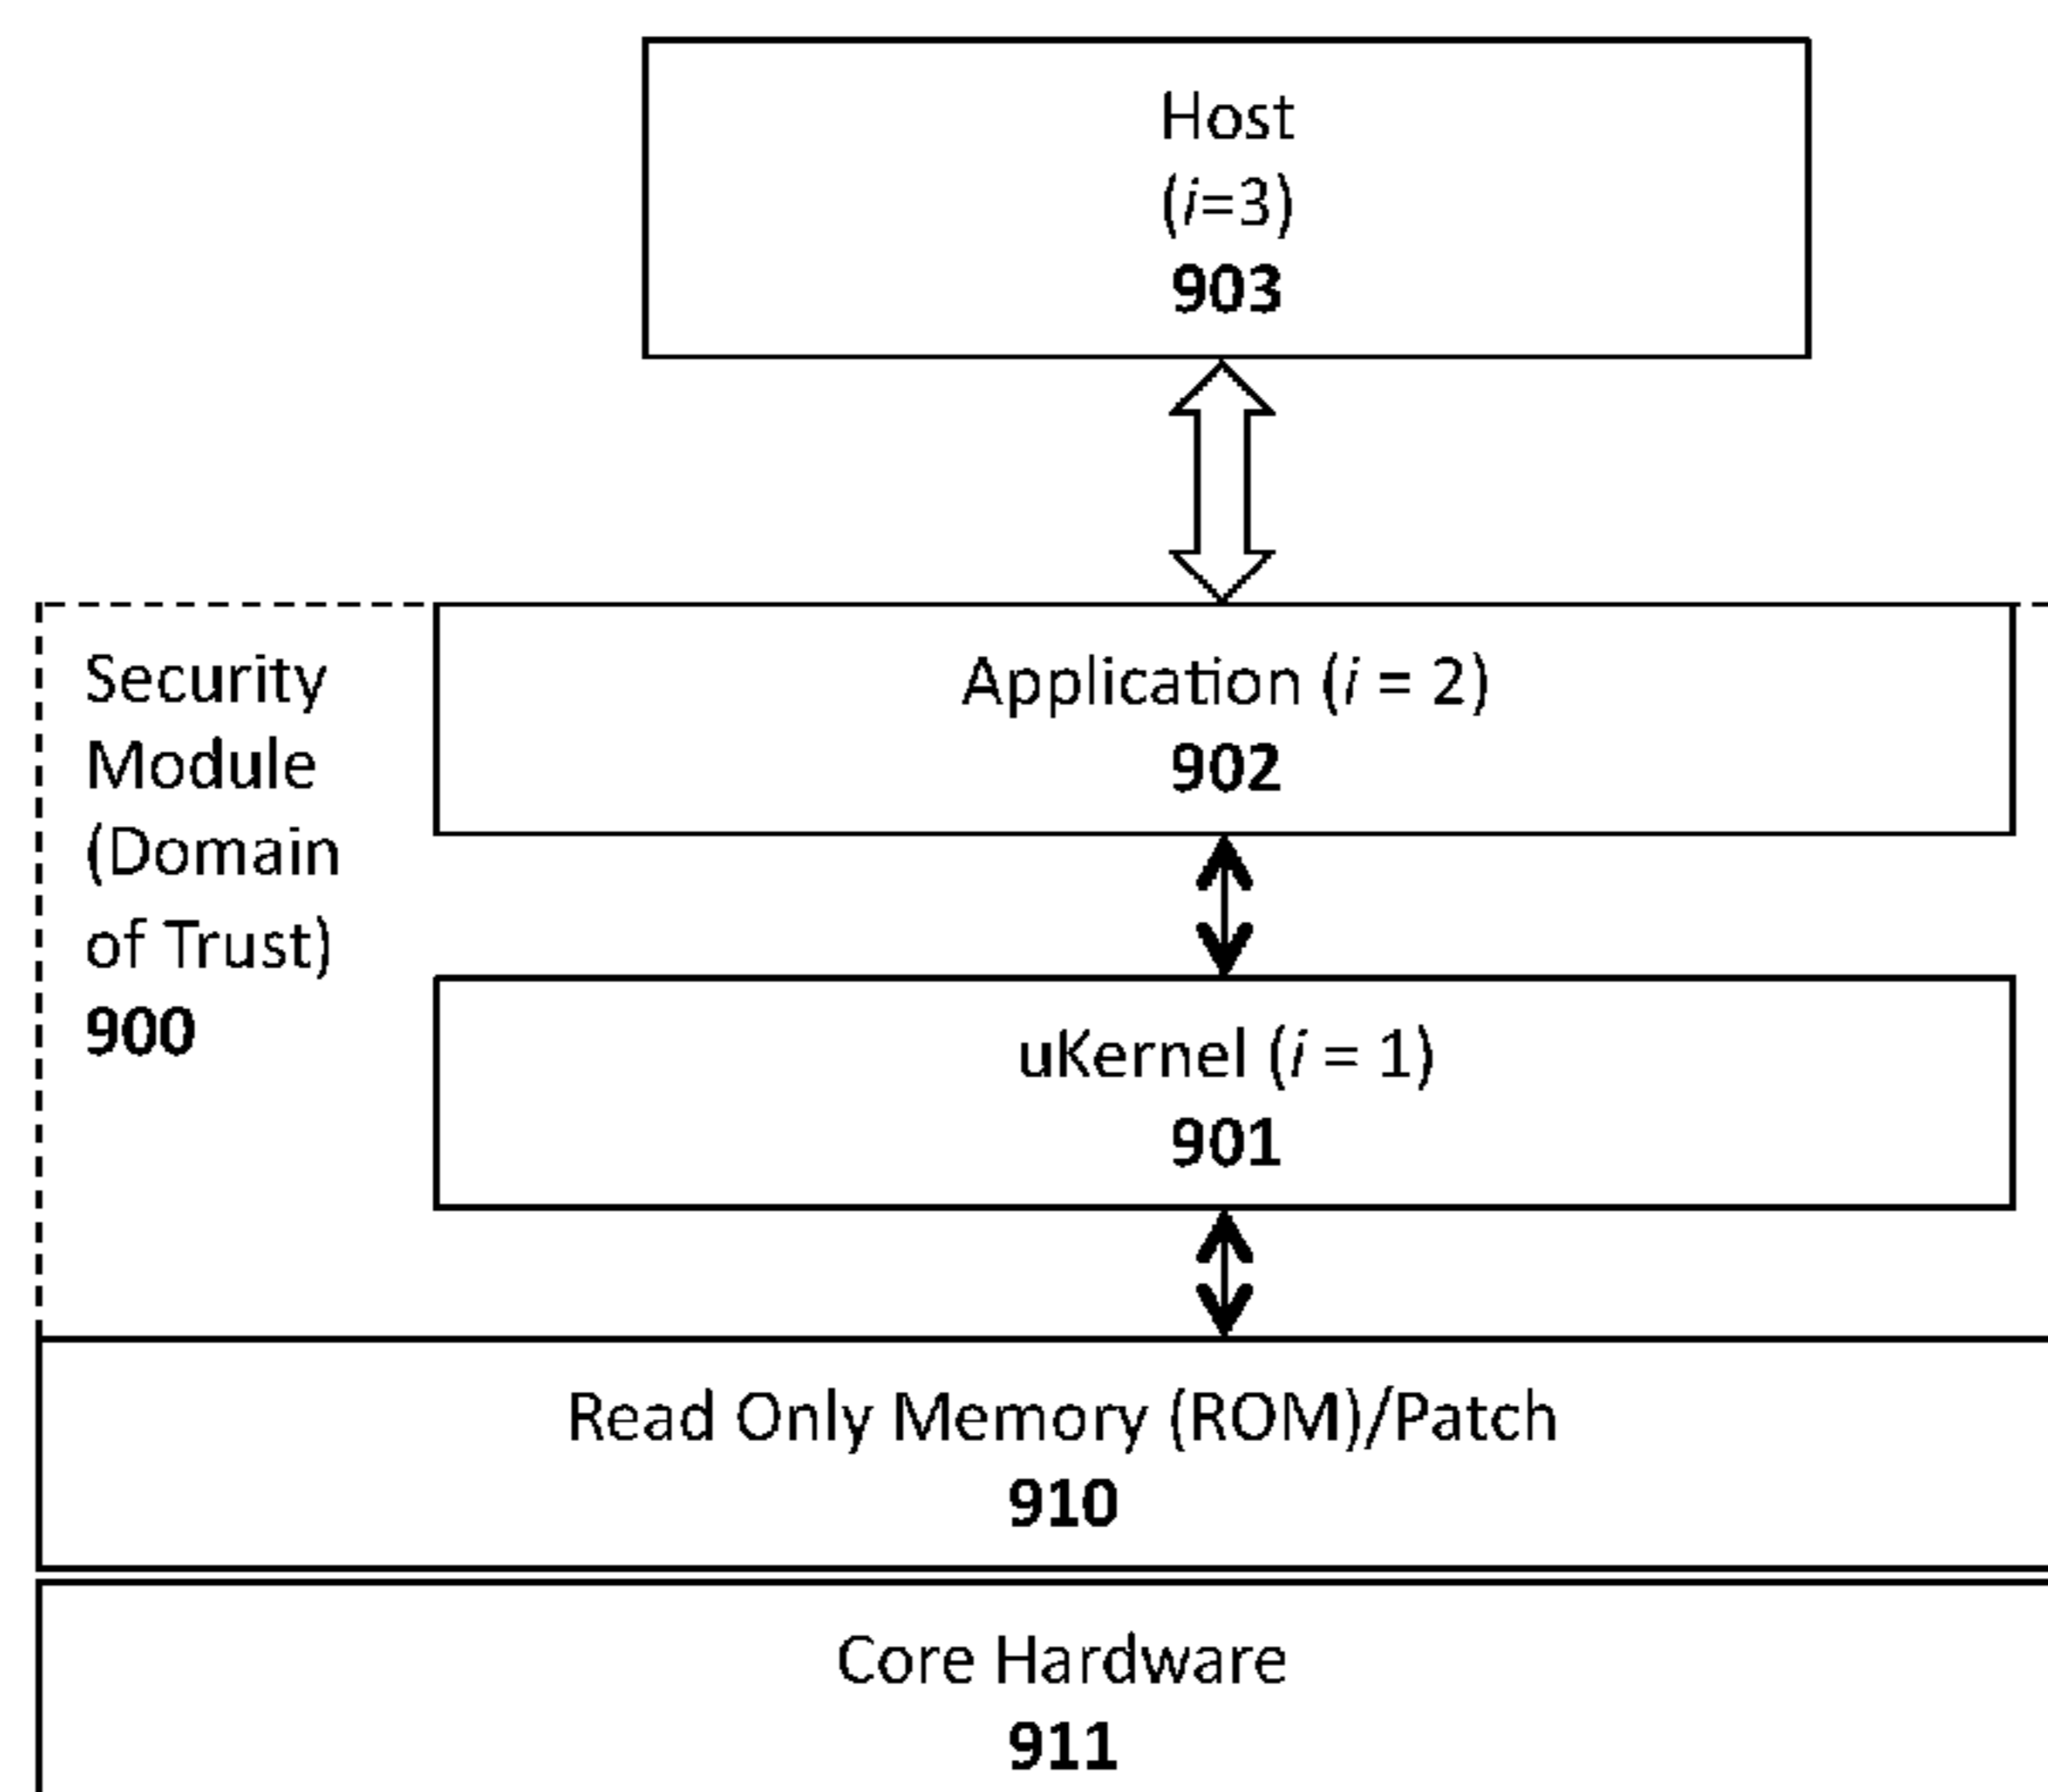 Host
(i=3)
903
Security
Module
(Domain
of Trust)
900
Application (i = 2)
902
uKernel (i = 1)
901
Read Only Memory (ROM)/Patch
910
Core Hardware
911